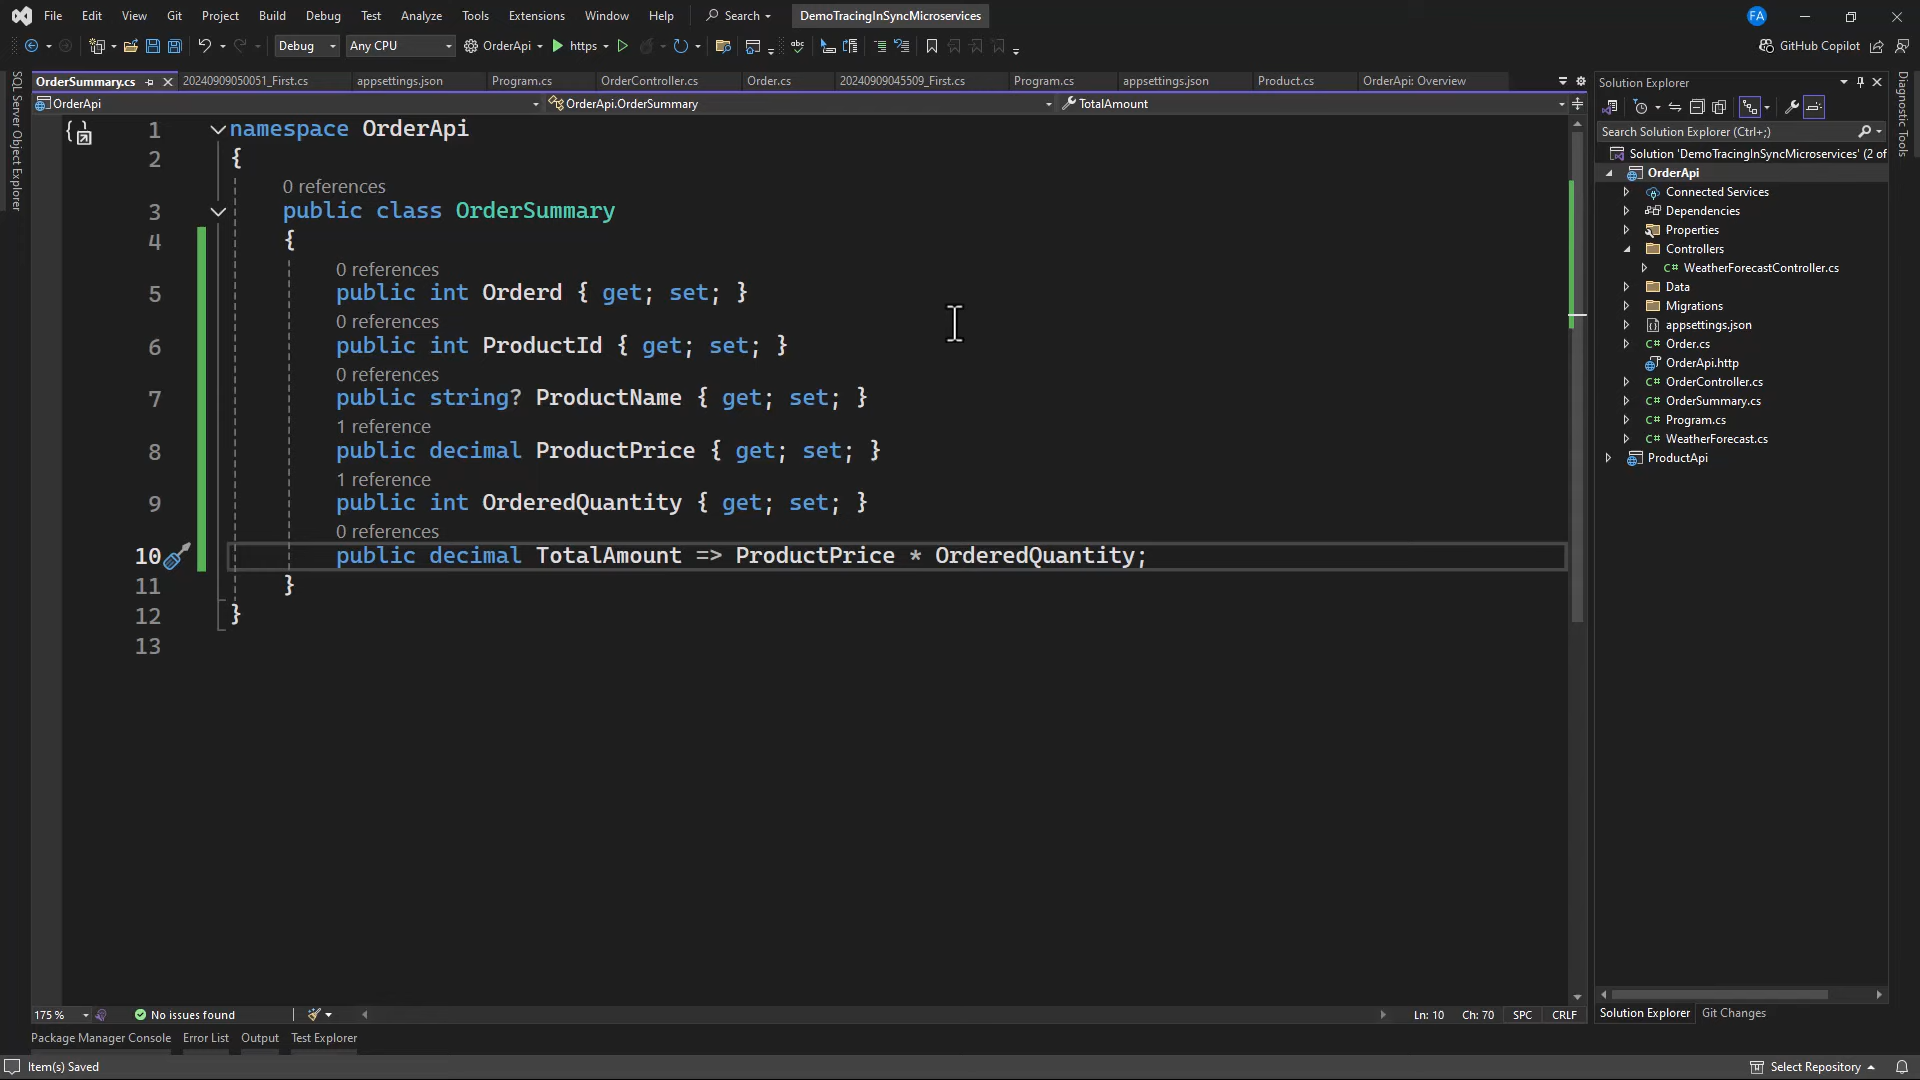 File Edit View Git Project Build Debug Test Analyze Tools Extensions Window Help Search DemoTracingInSyncMicroservices FA
Debug Any CPU OrderApi https abc GitHub Copilot
OrderSummary.cs 20240909050051_First.cs appsettings.json Program.cs OrderController.cs Order.cs 20240909045509_First.cs Program.cs appsettings.json Product.cs OrderApi: Overview
OrderApi OrderApi.OrderSummary TotalAmount
SQL Server Object Explorer
1 namespace OrderApi
2 {
0 references
3 public class OrderSummary
4 {
0 references
5 public int Orderd { get; set; }
0 references
6 public int ProductId { get; set; }
0 references
7 public string? ProductName { get; set; }
1 reference
8 public decimal ProductPrice { get; set; }
1 reference
9 public int OrderedQuantity { get; set; }
0 references
10 public decimal TotalAmount => ProductPrice * OrderedQuantity;
11 }
12 }
13
175 % No issues found Ln: 10 Ch: 70 SPC CRLF
Package Manager Console Error List Output Test Explorer
Item(s) Saved
Solution Explorer
Search Solution Explorer (Ctrl+;)
Solution 'DemoTracingInSyncMicroservices' (2 of
OrderApi
Connected Services
Dependencies
Properties
Controllers
C# WeatherForecastController.cs
Data
Migrations
appsettings.json
C# Order.cs
OrderApi.http
C# OrderController.cs
C# OrderSummary.cs
C# Program.cs
C# WeatherForecast.cs
ProductApi
Solution Explorer Git Changes
Select Repository
Diagnostic Tools